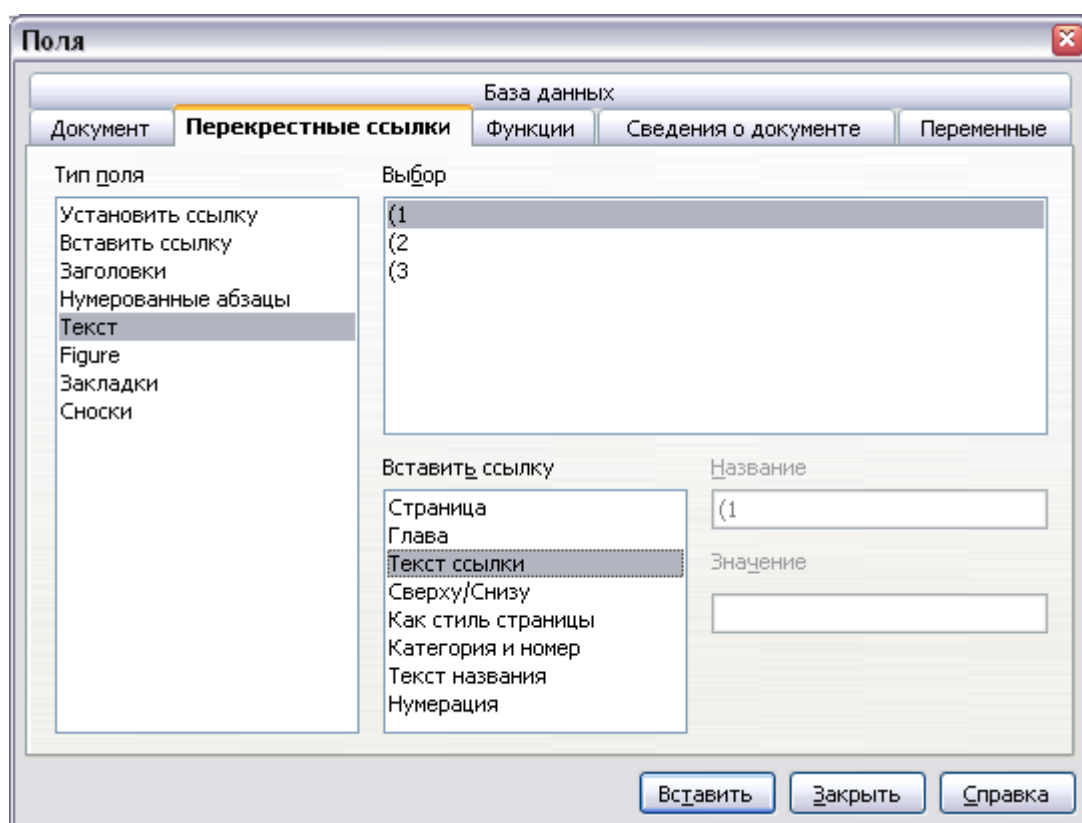 Поля
База данных
Документ
Перекрестные ссылки
Функции
Сведения о документе
Переменные
Тип поля
Установить ссылку
Вставить ссылку
Заголовки
Нумерованные абзацы
Текст
Figure
Закладки
Сноски
Выбор
(1
(2
(3
Вставить ссылку
Страница
Глава
Текст ссылки
Сверху/Снизу
Как стиль страницы
Категория и номер
Текст названия
Нумерация
Название
(1
Значение
Вставить
Закрыть
Справка